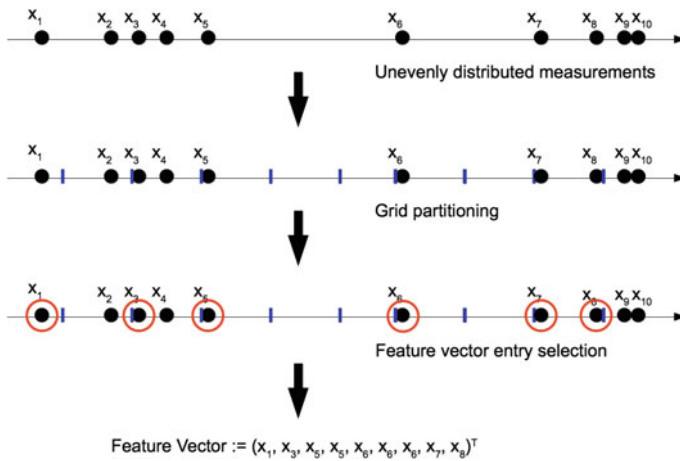 x₁ x₂ x₃ x₄ x₅ x₆ x₇ x₈ x₉ x₁₀
Unevenly distributed measurements
x₁ x₂ x₃ x₄ x₅ x₆ x₇ x₈ x₉ x₁₀
Grid partitioning
x₁ x₂ x₃ x₄ x₅ x₆ x₇ x₈ x₉ x₁₀
Feature vector entry selection
Feature Vector := (x₁, x₃, x₅, x₅, x₆, x₆, x₆, x₇, x₈)ᵀ